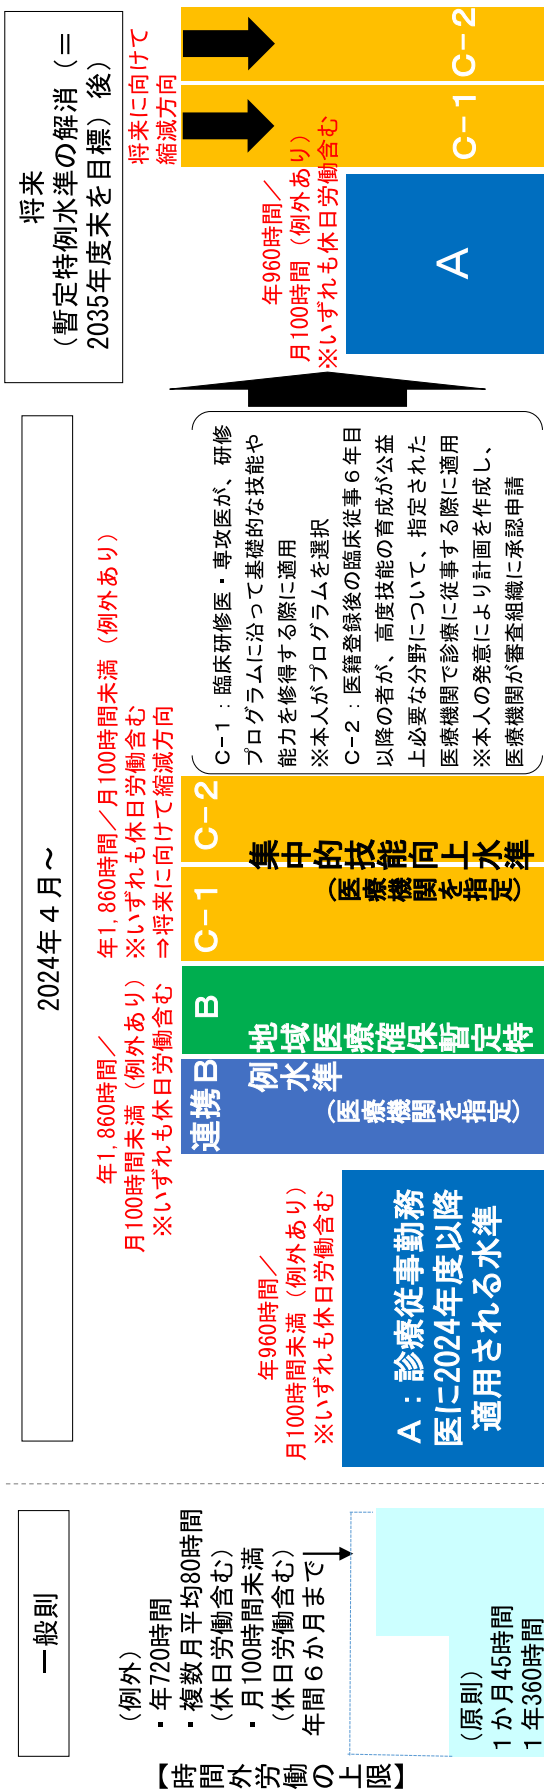 【時間外労働の上限】
一般則
（例外）
・年720時間
・複数月平均80時間
（休日労働含む）
・月100時間未満
（休日労働含む）
年間６か月まで
（原則）
１か月45時間
１年360時間
2024年４月～
年960時間／
月100時間未満（例外あり）
※いずれも休日労働含む
Ａ：診療従事勤務
医に2024年度以降
適用される水準
年1,860時間／
月100時間未満（例外あり）
※いずれも休日労働含む
連携Ｂ
Ｂ
地域医療確保暫定特
例水準
（医療機関を指定）
年1,860時間／月100時間未満（例外あり）
※いずれも休日労働含む
⇒将来に向けて縮減方向
Ｃ－１
Ｃ－２
集中的技能向上水準
（医療機関を指定）
Ｃ－１：臨床研修医・専攻医が、研修
プログラムに沿って基礎的な技能や
能力を修得する際に適用
※本人がプログラムを選択
Ｃ－２：医籍登録後の臨床従事６年目
以降の者が、高度技能の育成が公益
上必要な分野について、指定された
医療機関で診療に従事する際に適用
※本人の発意により計画を作成し、
医療機関が審査組織に承認申請
将来
（暫定特例水準の解消（＝
2035年度末を目標）後）
年960時間／
月100時間（例外あり）
※いずれも休日労働含む
Ａ
将来に向けて
縮減方向
Ｃ－１
Ｃ－２